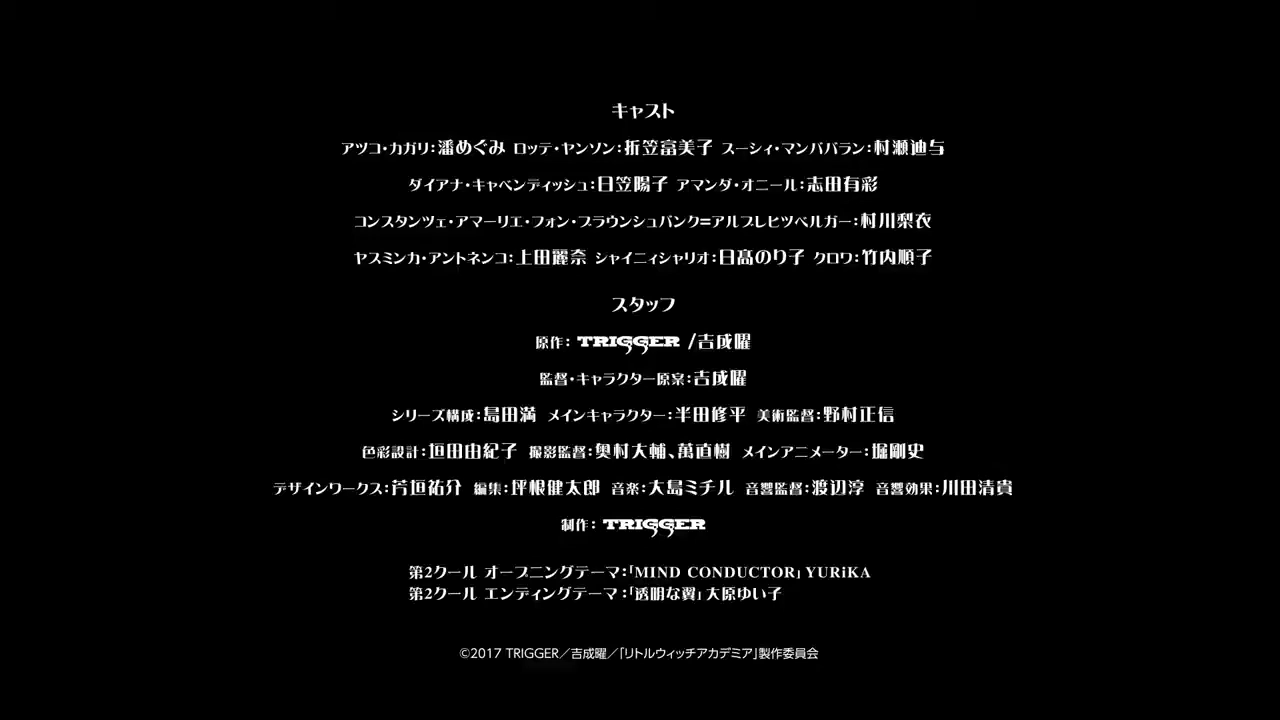 キャスト
アツコ・カガリ：潘めぐみ ロッテ・ヤンソン：折笠富美子 スーシィ・マンババラン：村瀬迪与
ダイアナ・キャベンディッシュ：日笠陽子 アマンダ・オニール：志田有彩
コンスタンツェ・アマーリエ・フォン・ブラウンシュバンク=アルブレヒツベルガー：村川梨衣
ヤスミンカ・アントネンコ：上田麗奈 シャイニィシャリオ：日髙のり子 クロワ：竹内順子
スタッフ
原作：TRIGGER/吉成曜
監督・キャラクター原案：吉成曜
シリーズ構成：島田満 メインキャラクター：半田修平 美術監督：野村正信
色彩設計：垣田由紀子 撮影監督：奥村大輔、萬直樹 メインアニメーター：堀剛史
デザインワークス：芳垣祐介 編集：坪根健太郎 音楽：大島ミチル 音響監督：渡辺淳 音響効果：川田清貴
制作：TRIGGER
第2クール オープニングテーマ：「MIND CONDUCTOR」YURiKA
第2クール エンディングテーマ：「透明な翼」大原ゆい子
©2017 TRIGGER／吉成曜／「リトルウィッチアカデミア」製作委員会